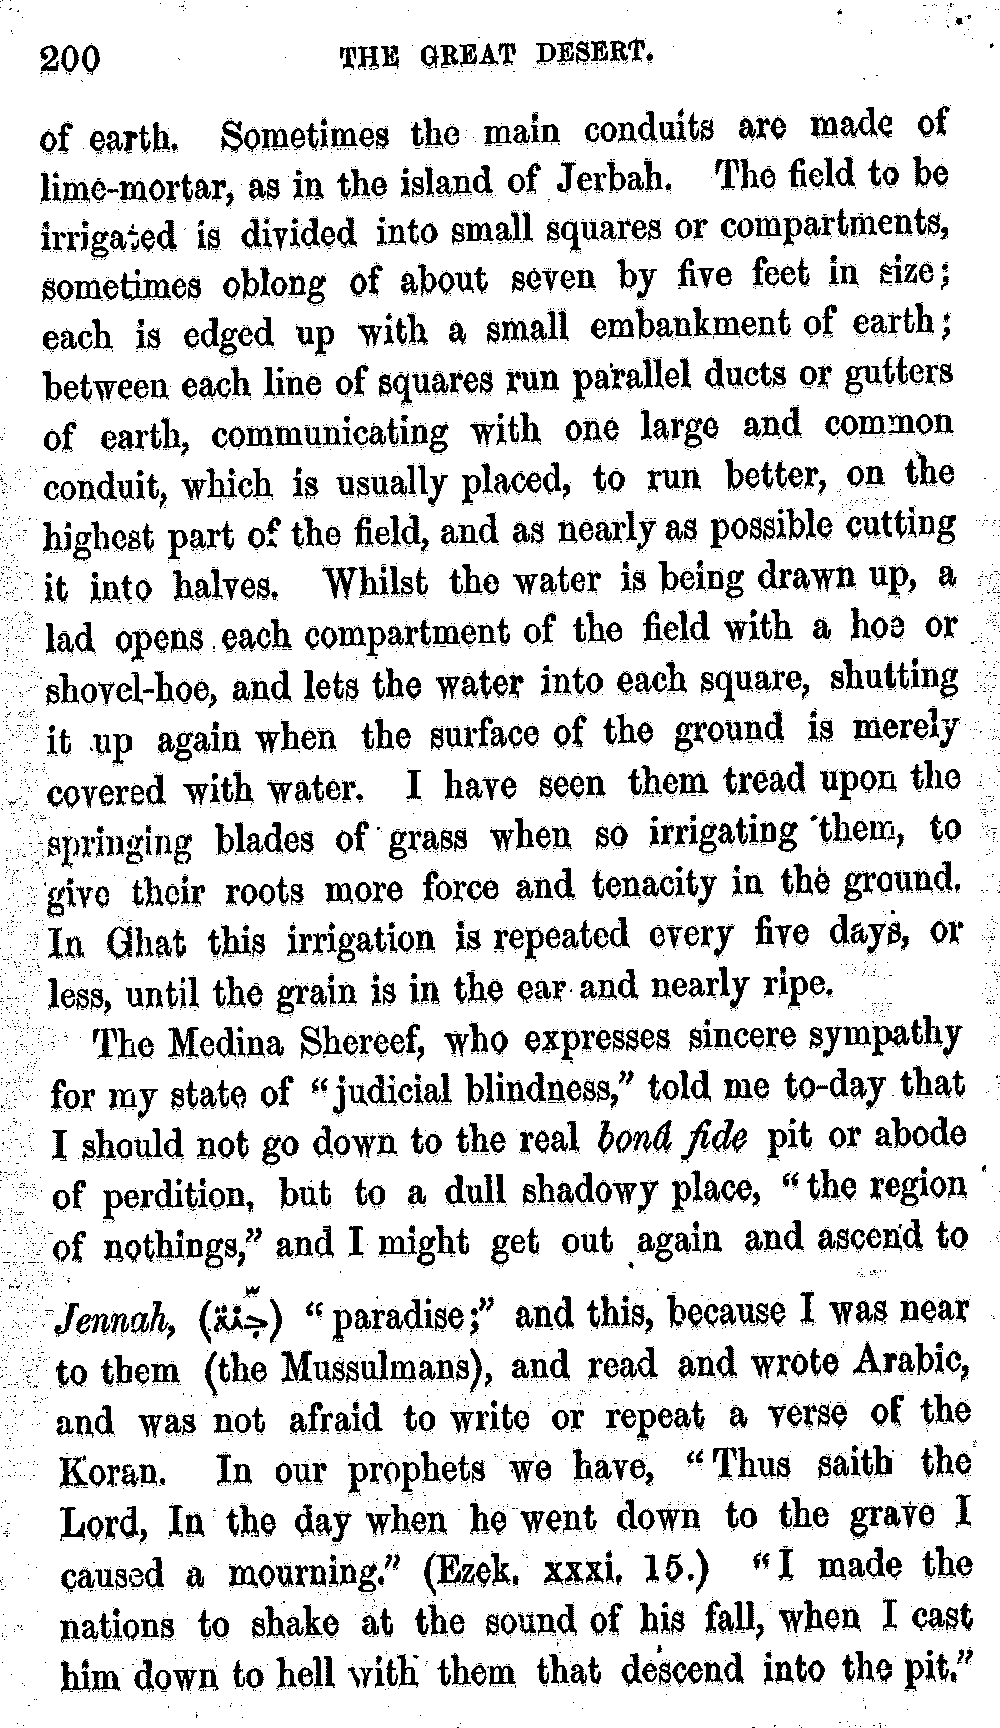 200 THE GREAT DESERT.
of earth. Sometimes the main conduits are made of
lime-mortar, as in the island of Jerbah. The field to be
irrigated is divided into small squares or compartments,
sometimes oblong of about seven by five feet in size;
each is edged up with a small embankment of earth;
between each line of squares run parallel ducts or gutters
of earth, communicating with one large and common
conduit, which is usually placed, to run better, on the
highest part of the field, and as nearly as possible cutting
it into halves. Whilst the water is being drawn up, a
lad opens each compartment of the field with a hoe or
shovel-hoe, and lets the water into each square, shutting
it up again when the surface of the ground is merely
covered with water. I have seen them tread upon the
springing blades of grass when so irrigating them, to
give their roots more force and tenacity in the ground.
In Ghat this irrigation is repeated every five days, or
less, until the grain is in the ear and nearly ripe.
The Medina Shereef, who expresses sincere sympathy
for my state of “judicial blindness,” told me to-day that
I should not go down to the real bonâ fide pit or abode
of perdition, but to a dull shadowy place, “the region
of nothings,” and I might get out again and ascend to
Jennah, (جنّة) “paradise;” and this, because I was near
to them (the Mussulmans), and read and wrote Arabic,
and was not afraid to write or repeat a verse of the
Koran. In our prophets we have, “Thus saith the
Lord, In the day when he went down to the grave I
caused a mourning.” (Ezek. xxxi. 15.) “I made the
nations to shake at the sound of his fall, when I cast
him down to hell with them that descend into the pit.”